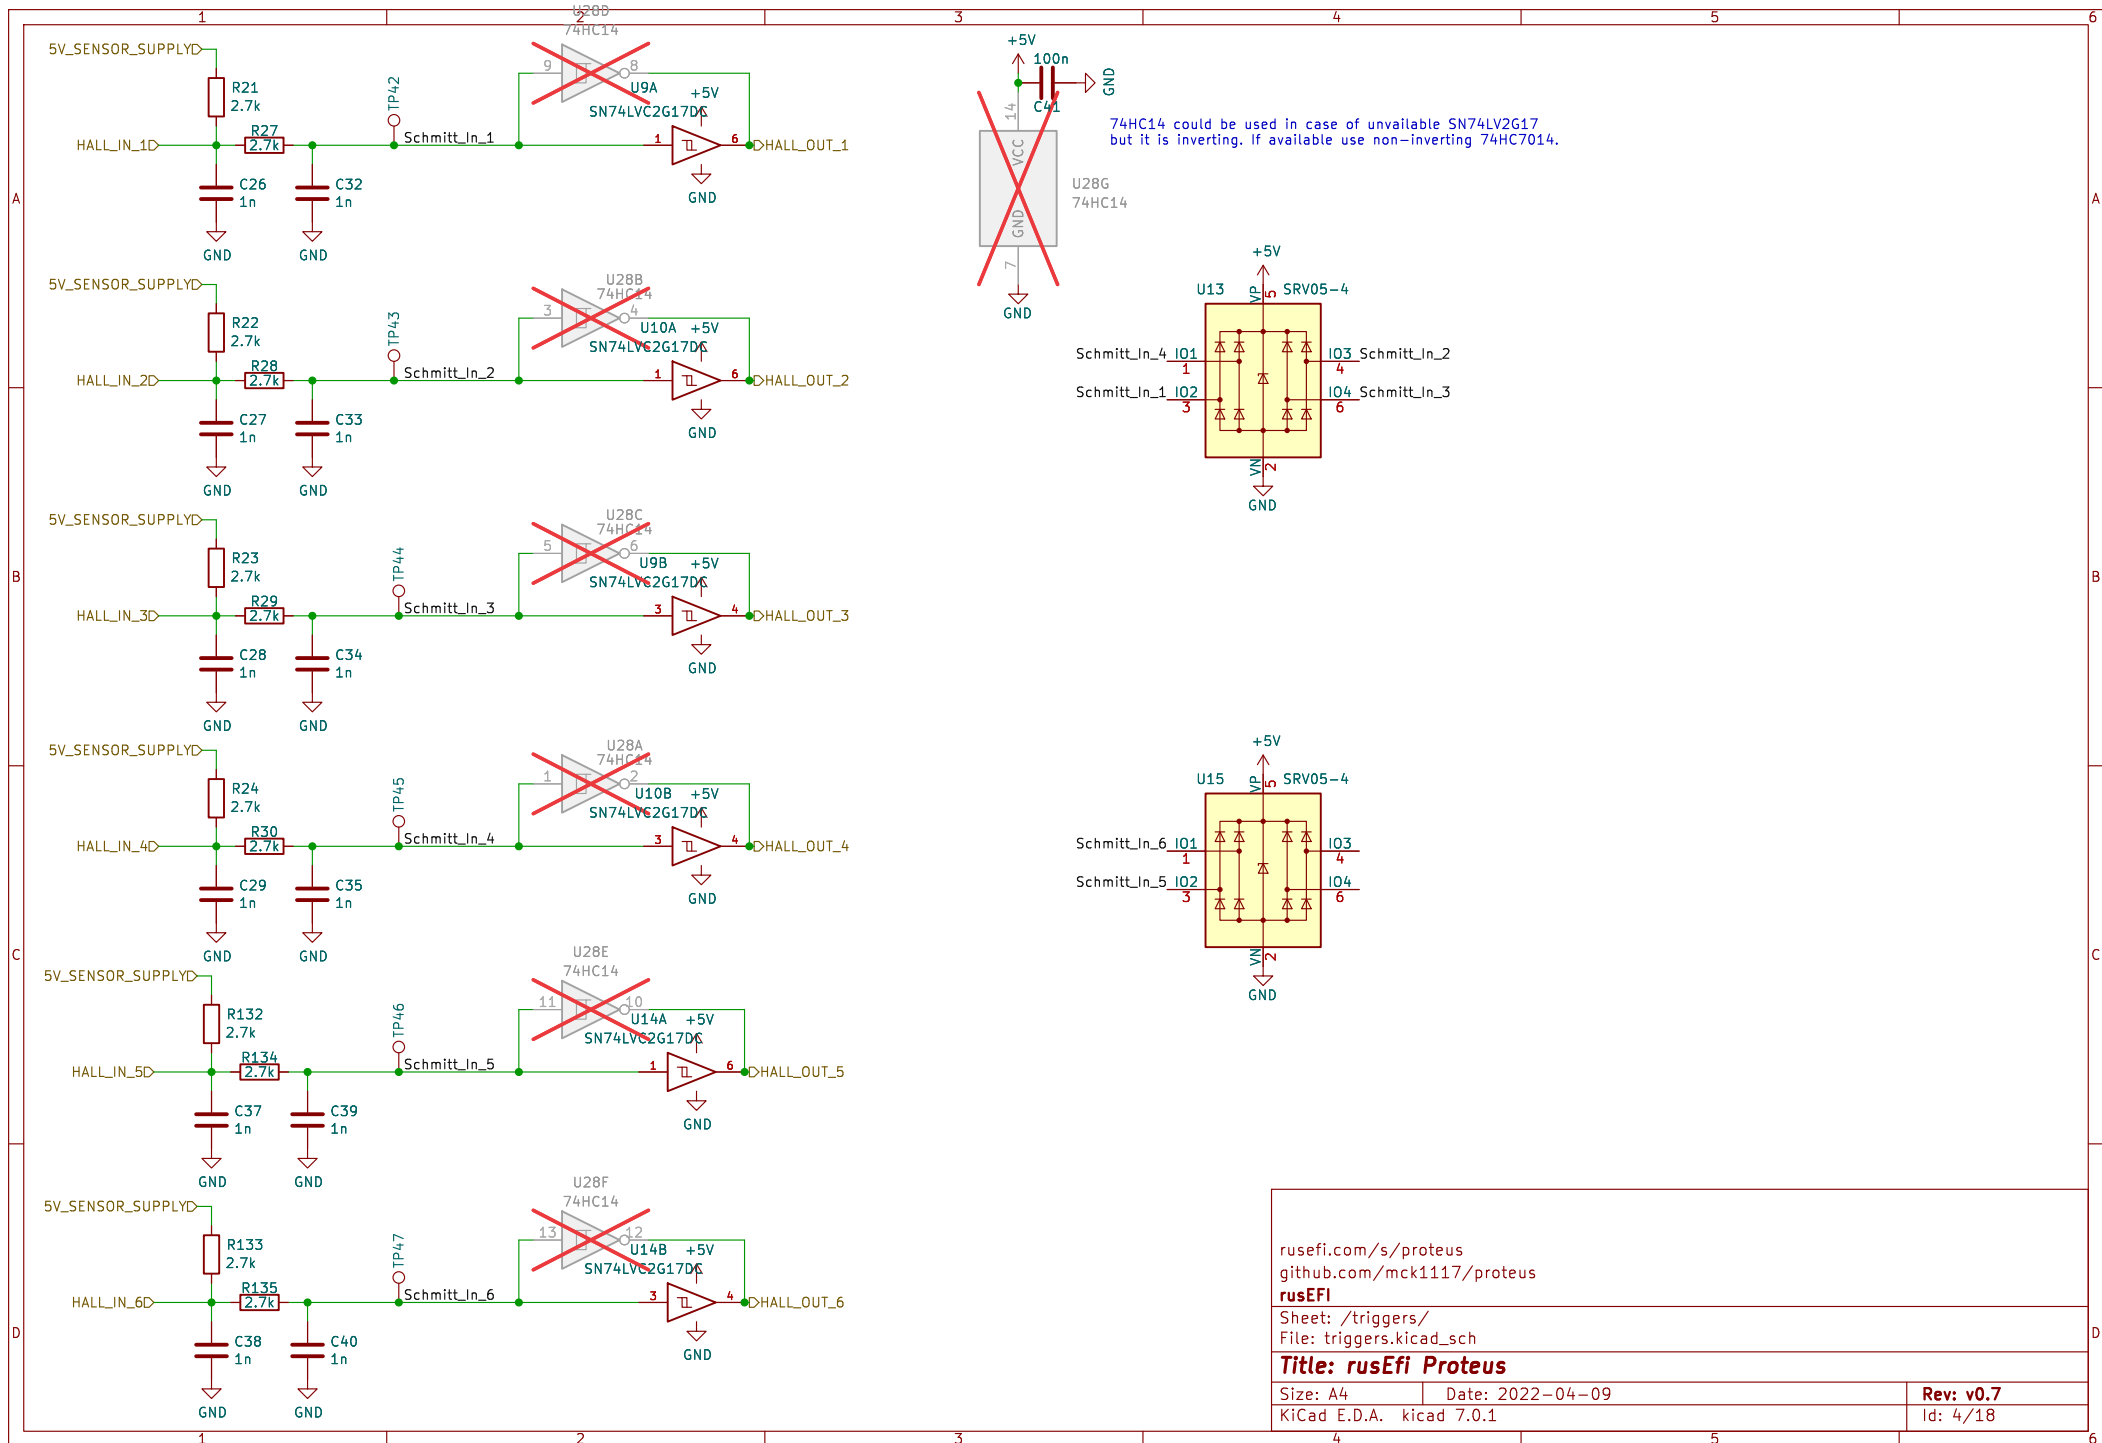 1 2 3 4 5 6
A
B
C
D
5V_SENSOR_SUPPLY
R21
2.7k
HALL_IN_1
R27
2.7k
C26
1n
GND
C32
1n
GND
TP42
Schmitt_In_1
U28D
74HC14
9
8
U9A
SN74LVC2G17DC
+5V
1
6
GND
HALL_OUT_1
5V_SENSOR_SUPPLY
R22
2.7k
HALL_IN_2
R28
2.7k
C27
1n
GND
C33
1n
GND
TP43
Schmitt_In_2
U28B
74HC14
3
4
U10A
SN74LVC2G17DC
+5V
1
6
GND
HALL_OUT_2
5V_SENSOR_SUPPLY
R23
2.7k
HALL_IN_3
R29
2.7k
C28
1n
GND
C34
1n
GND
TP44
Schmitt_In_3
U28C
74HC14
5
6
U9B
SN74LVC2G17DC
+5V
3
4
GND
HALL_OUT_3
5V_SENSOR_SUPPLY
R24
2.7k
HALL_IN_4
R30
2.7k
C29
1n
GND
C35
1n
GND
TP45
Schmitt_In_4
U28A
74HC14
1
2
U10B
SN74LVC2G17DC
+5V
3
4
GND
HALL_OUT_4
5V_SENSOR_SUPPLY
R132
2.7k
HALL_IN_5
R134
2.7k
C37
1n
GND
C39
1n
GND
TP46
Schmitt_In_5
U28E
74HC14
11
10
U14A
SN74LVC2G17DC
+5V
1
6
GND
HALL_OUT_5
5V_SENSOR_SUPPLY
R133
2.7k
HALL_IN_6
R135
2.7k
C38
1n
GND
C40
1n
GND
TP47
Schmitt_In_6
U28F
74HC14
13
12
U14B
SN74LVC2G17DC
+5V
3
4
GND
HALL_OUT_6
+5V
100n
C41
GND
14
VCC
GND
7
GND
U28G
74HC14
74HC14 could be used in case of unvailable SN74LV2G17
but it is inverting. If available use non-inverting 74HC7014.
+5V
U13
SRV05-4
VP
5
Schmitt_In_4
IO1
1
Schmitt_In_1
IO2
3
IO3
4
Schmitt_In_2
IO4
6
Schmitt_In_3
VN
2
GND
+5V
U15
SRV05-4
VP
5
Schmitt_In_6
IO1
1
Schmitt_In_5
IO2
3
IO3
4
IO4
6
VN
2
GND
rusefi.com/s/proteus
github.com/mck1117/proteus
rusEFI
Sheet: /triggers/
File: triggers.kicad_sch
Title: rusEfi Proteus
Size: A4
Date: 2022-04-09
Rev: v0.7
KiCad E.D.A. kicad 7.0.1
Id: 4/18
A
B
C
D
1 2 3 4 5 6